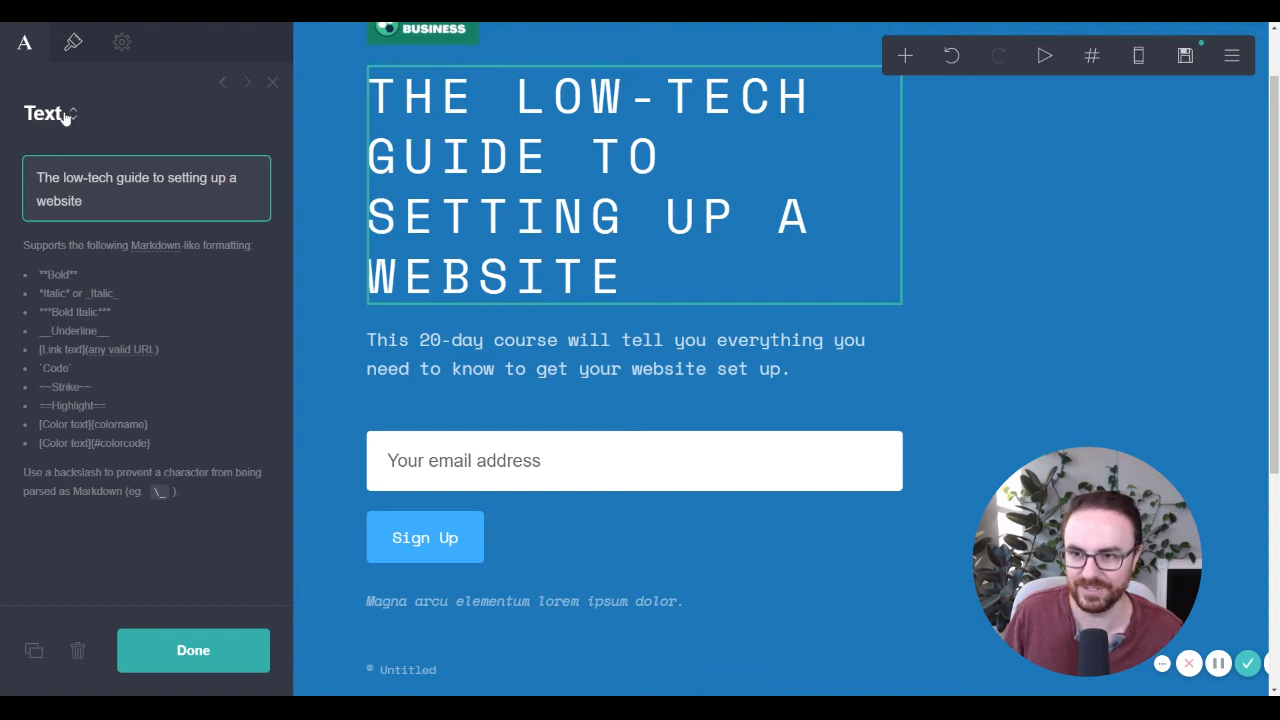 A
Text
The low-tech guide to setting up a
website
Supports the following Markdown-like formatting:
**Bold**
*Italic* or _Italic_
***Bold Italic***
__Underline__
[Link text](any valid URL)
`Code`
~~Strike~~
==Highlight==
[Color text]{colorname}
[Color text]{#colorcode}
Use a backslash to prevent a character from being
parsed as Markdown (eg. \_ ).
Done
BUSINESS
THE LOW-TECH
GUIDE TO
SETTING UP A
WEBSITE
This 20-day course will tell you everything you
need to know to get your website set up.
Your email address
Sign Up
Magna arcu elementum lorem ipsum dolor.
© Untitled